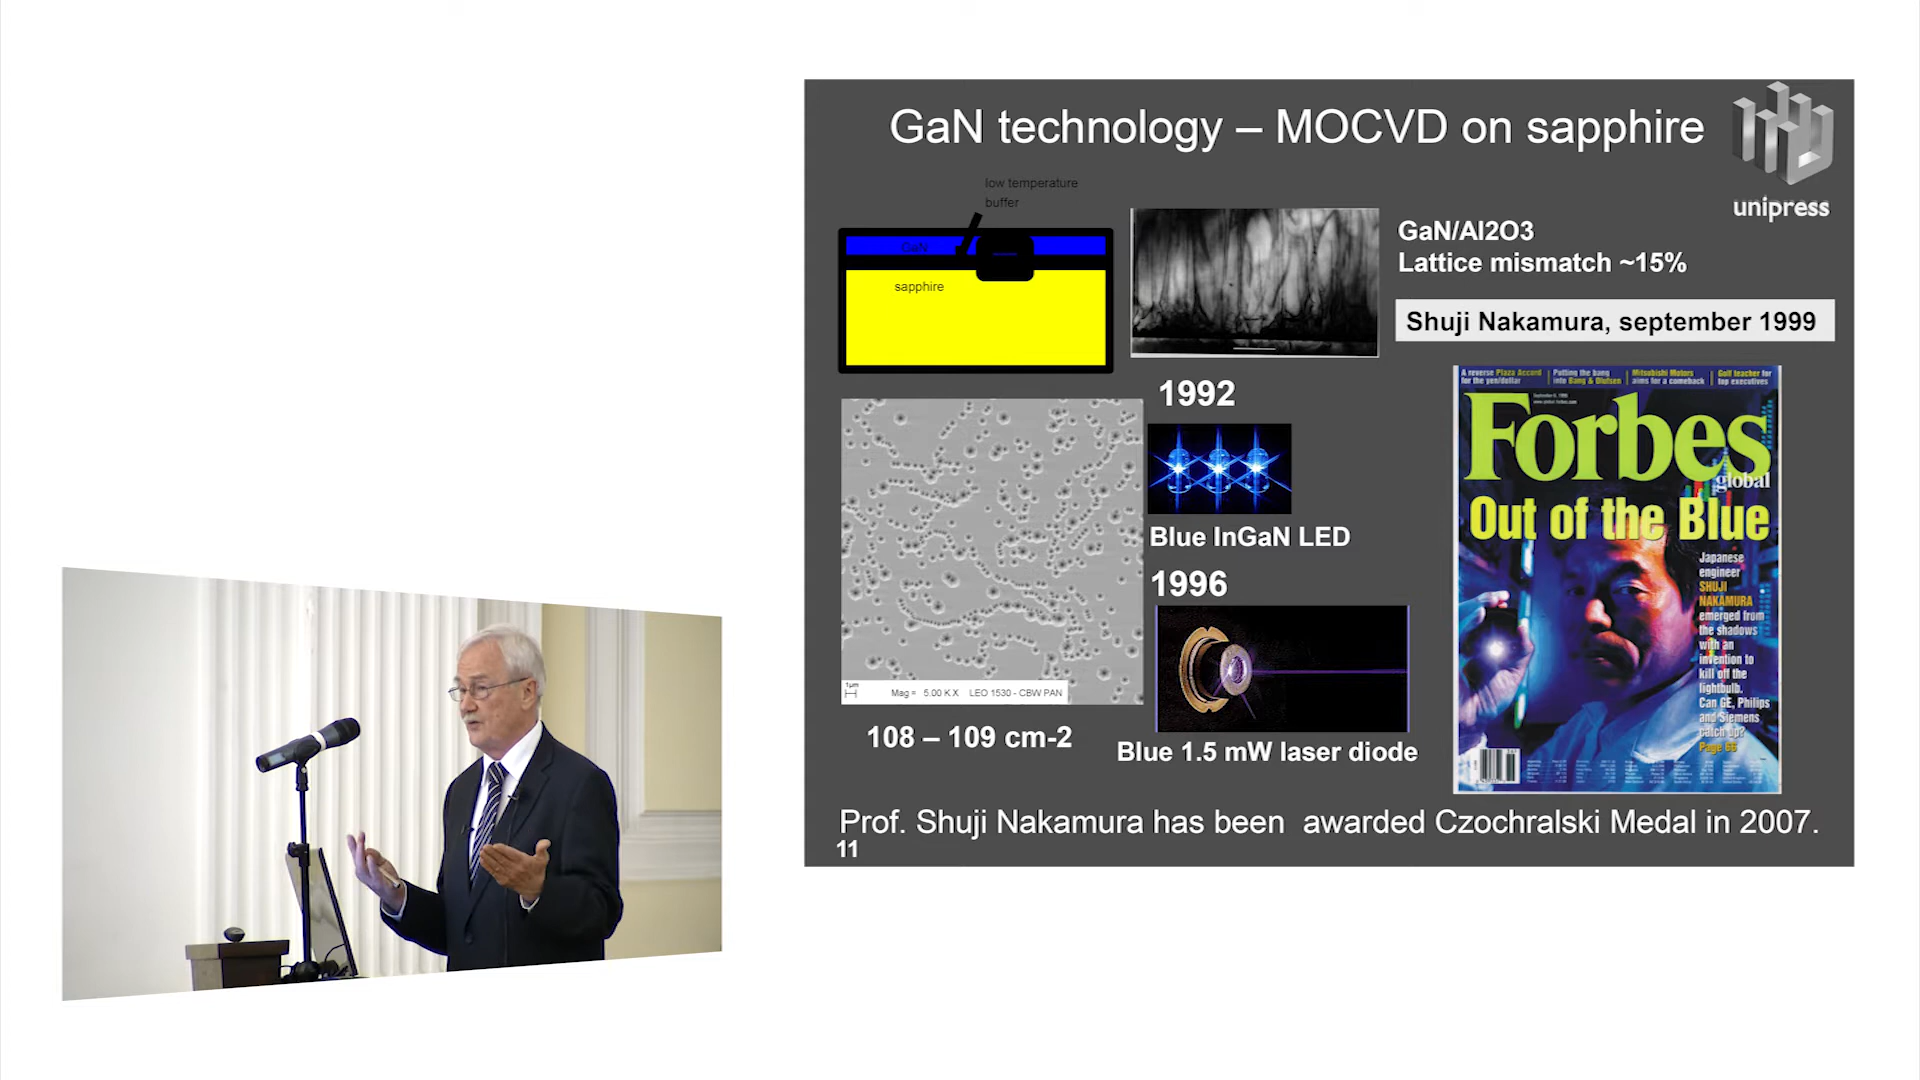 GaN technology – MOCVD on sapphire
unipress
low temperature
buffer
GaN
sapphire
GaN/Al2O3
Lattice mismatch ~15%
Shuji Nakamura, september 1999
1992
Blue InGaN LED
1996
Blue 1.5 mW laser diode
1µm
Mag = 5.00 K X LEO 1530 - CBW PAN
108 – 109 cm-2
A reverse Plaza Accord
for the yen/dollar
Putting the bang
into Bang & Olufsen
Mitsubishi Motors
aims for a comeback
Golf teacher for
top executives
Forbes
global
Out of the Blue
Japanese
engineer
SHUJI
NAKAMURA
emerged from
the shadows
with an
invention to
kill off the
lightbulb.
Can GE, Philips
and Siemens
catch up?
Page 66
Prof. Shuji Nakamura has been  awarded Czochralski Medal in 2007.
11